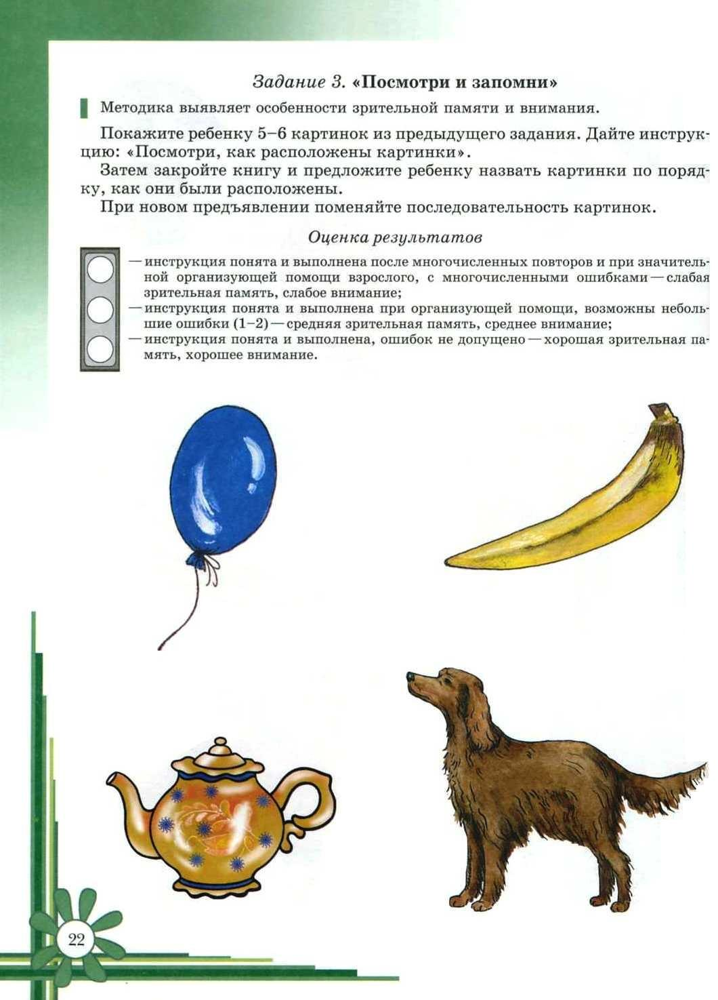 Задание 3. «Посмотри и запомни»
Методика выявляет особенности зрительной памяти и внимания.
Покажите ребенку 5–6 картинок из предыдущего задания. Дайте инструк-
цию: «Посмотри, как расположены картинки».
Затем закройте книгу и предложите ребенку назвать картинки по поряд-
ку, как они были расположены.
При новом предъявлении поменяйте последовательность картинок.
Оценка результатов
— инструкция понята и выполнена после многочисленных повторов и при значитель-
ной организующей помощи взрослого, с многочисленными ошибками — слабая
зрительная память, слабое внимание;
— инструкция понята и выполнена при организующей помощи, возможны неболь-
шие ошибки (1–2) — средняя зрительная память, среднее внимание;
— инструкция понята и выполнена, ошибок не допущено — хорошая зрительная па-
мять, хорошее внимание.
22